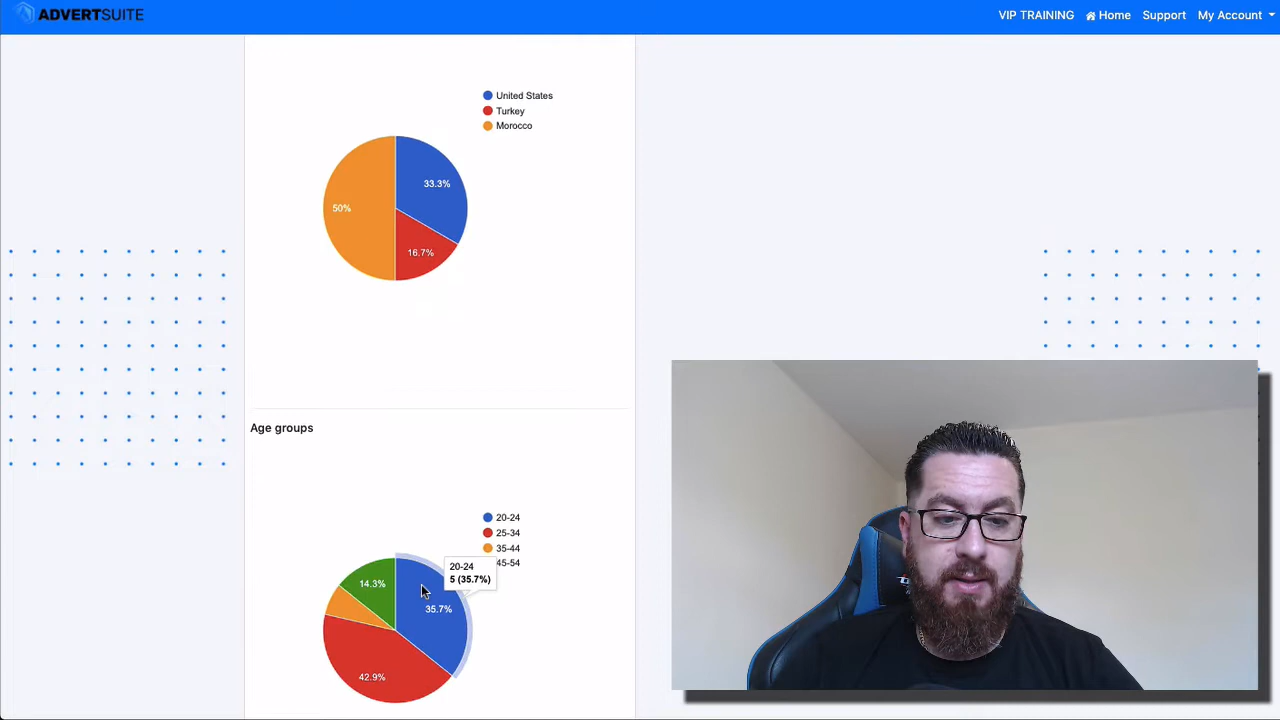 ADVERTSUITE
VIP TRAINING Home Support My Account
United States
Turkey
Morocco
33.3%
50%
16.7%
Age groups
20-24
25-34
35-44
45-54
20-24
5 (35.7%)
14.3%
35.7%
42.9%